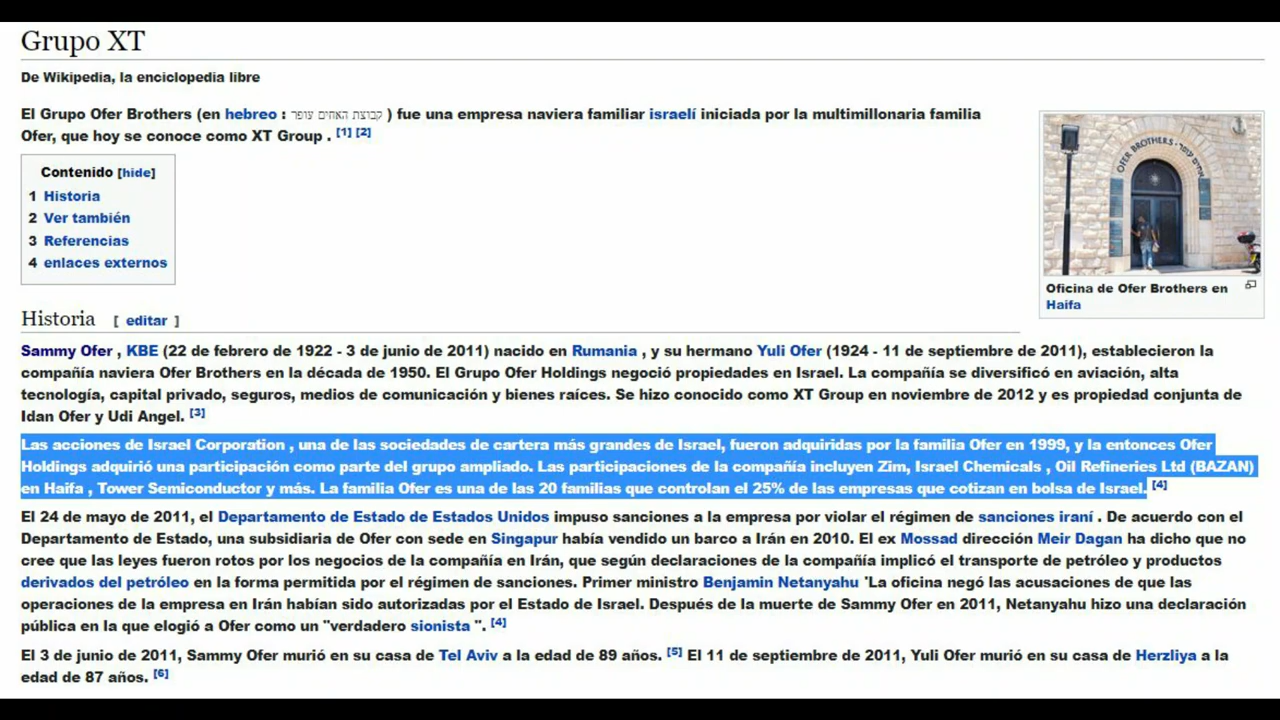 Grupo XT
De Wikipedia, la enciclopedia libre
El Grupo Ofer Brothers (en hebreo : קבוצת האחים עופר ) fue una empresa naviera familiar israelí iniciada por la multimillonaria familia
Ofer, que hoy se conoce como XT Group . [1] [2]
Contenido [hide]
1 Historia
2 Ver también
3 Referencias
4 enlaces externos
OFER BROTHERS · אחים עופר
Oficina de Ofer Brothers en
Haifa
Historia [ editar ]
Sammy Ofer , KBE (22 de febrero de 1922 - 3 de junio de 2011) nacido en Rumania , y su hermano Yuli Ofer (1924 - 11 de septiembre de 2011), establecieron la
compañía naviera Ofer Brothers en la década de 1950. El Grupo Ofer Holdings negoció propiedades en Israel. La compañía se diversificó en aviación, alta
tecnología, capital privado, seguros, medios de comunicación y bienes raíces. Se hizo conocido como XT Group en noviembre de 2012 y es propiedad conjunta de
Idan Ofer y Udi Angel. [3]
Las acciones de Israel Corporation , una de las sociedades de cartera más grandes de Israel, fueron adquiridas por la familia Ofer en 1999, y la entonces Ofer
Holdings adquirió una participación como parte del grupo ampliado. Las participaciones de la compañía incluyen Zim, Israel Chemicals , Oil Refineries Ltd (BAZAN)
en Haifa , Tower Semiconductor y más. La familia Ofer es una de las 20 familias que controlan el 25% de las empresas que cotizan en bolsa de Israel. [4]
El 24 de mayo de 2011, el Departamento de Estado de Estados Unidos impuso sanciones a la empresa por violar el régimen de sanciones iraní . De acuerdo con el
Departamento de Estado, una subsidiaria de Ofer con sede en Singapur había vendido un barco a Irán en 2010. El ex Mossad dirección Meir Dagan ha dicho que no
cree que las leyes fueron rotos por los negocios de la compañía en Irán, que según declaraciones de la compañía implicó el transporte de petróleo y productos
derivados del petróleo en la forma permitida por el régimen de sanciones. Primer ministro Benjamin Netanyahu 'La oficina negó las acusaciones de que las
operaciones de la empresa en Irán habían sido autorizadas por el Estado de Israel. Después de la muerte de Sammy Ofer en 2011, Netanyahu hizo una declaración
pública en la que elogió a Ofer como un "verdadero sionista ". [4]
El 3 de junio de 2011, Sammy Ofer murió en su casa de Tel Aviv a la edad de 89 años. [5] El 11 de septiembre de 2011, Yuli Ofer murió en su casa de Herzliya a la
edad de 87 años. [6]